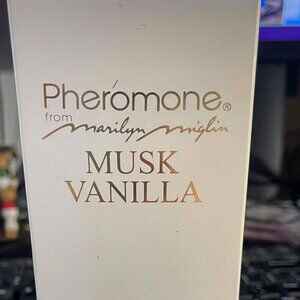 Pheromone®
from marilyn miglin
MUSK
VANILLA